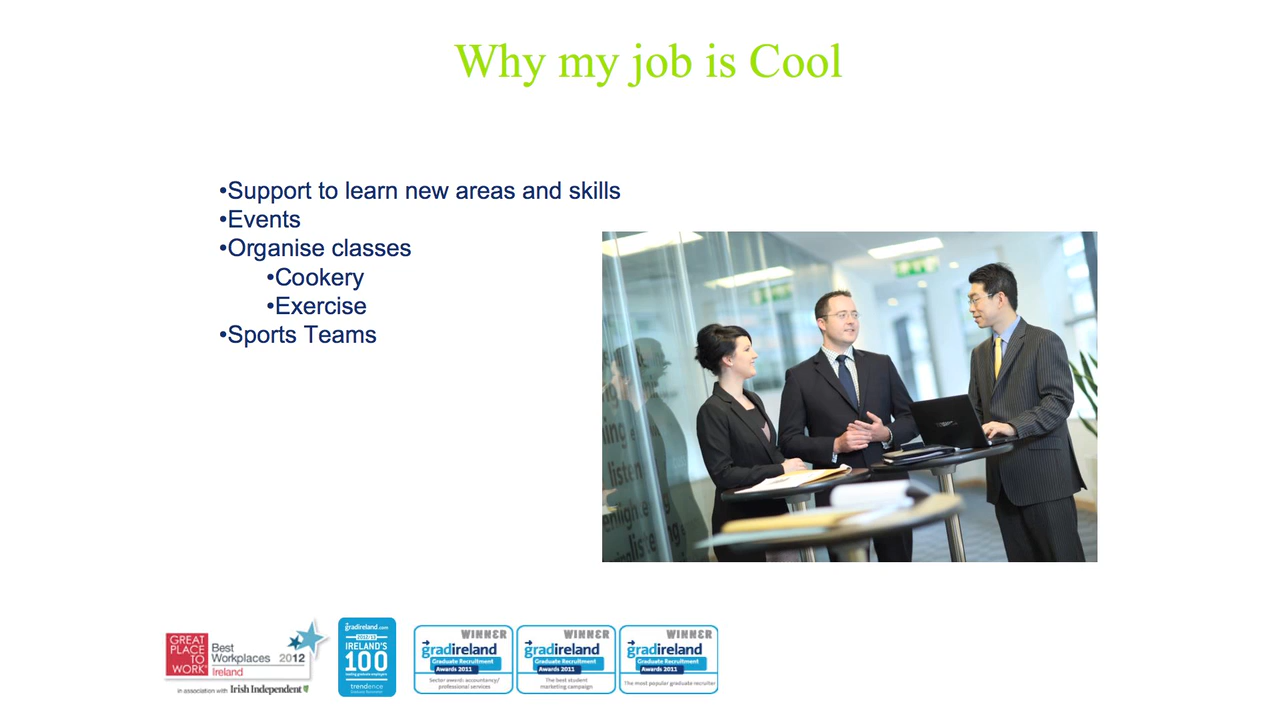 Why my job is Cool
•Support to learn new areas and skills
•Events
•Organise classes
•Cookery
•Exercise
•Sports Teams
listen
enligh
listen
GREAT
PLACE
TO
WORK
Best
Workplaces 2012
Ireland
in association with Irish Independent
gradireland.com
2012/13
IRELAND'S
100
leading graduate employers
trendence
WINNER
gradireland
Graduate Recruitment
Awards 2011
Sector awards accountancy/
professional services
WINNER
gradireland
Graduate Recruitment
Awards 2011
The best student
marketing campaign
WINNER
gradireland
Graduate Recruitment
Awards 2011
The most popular graduate recruiter